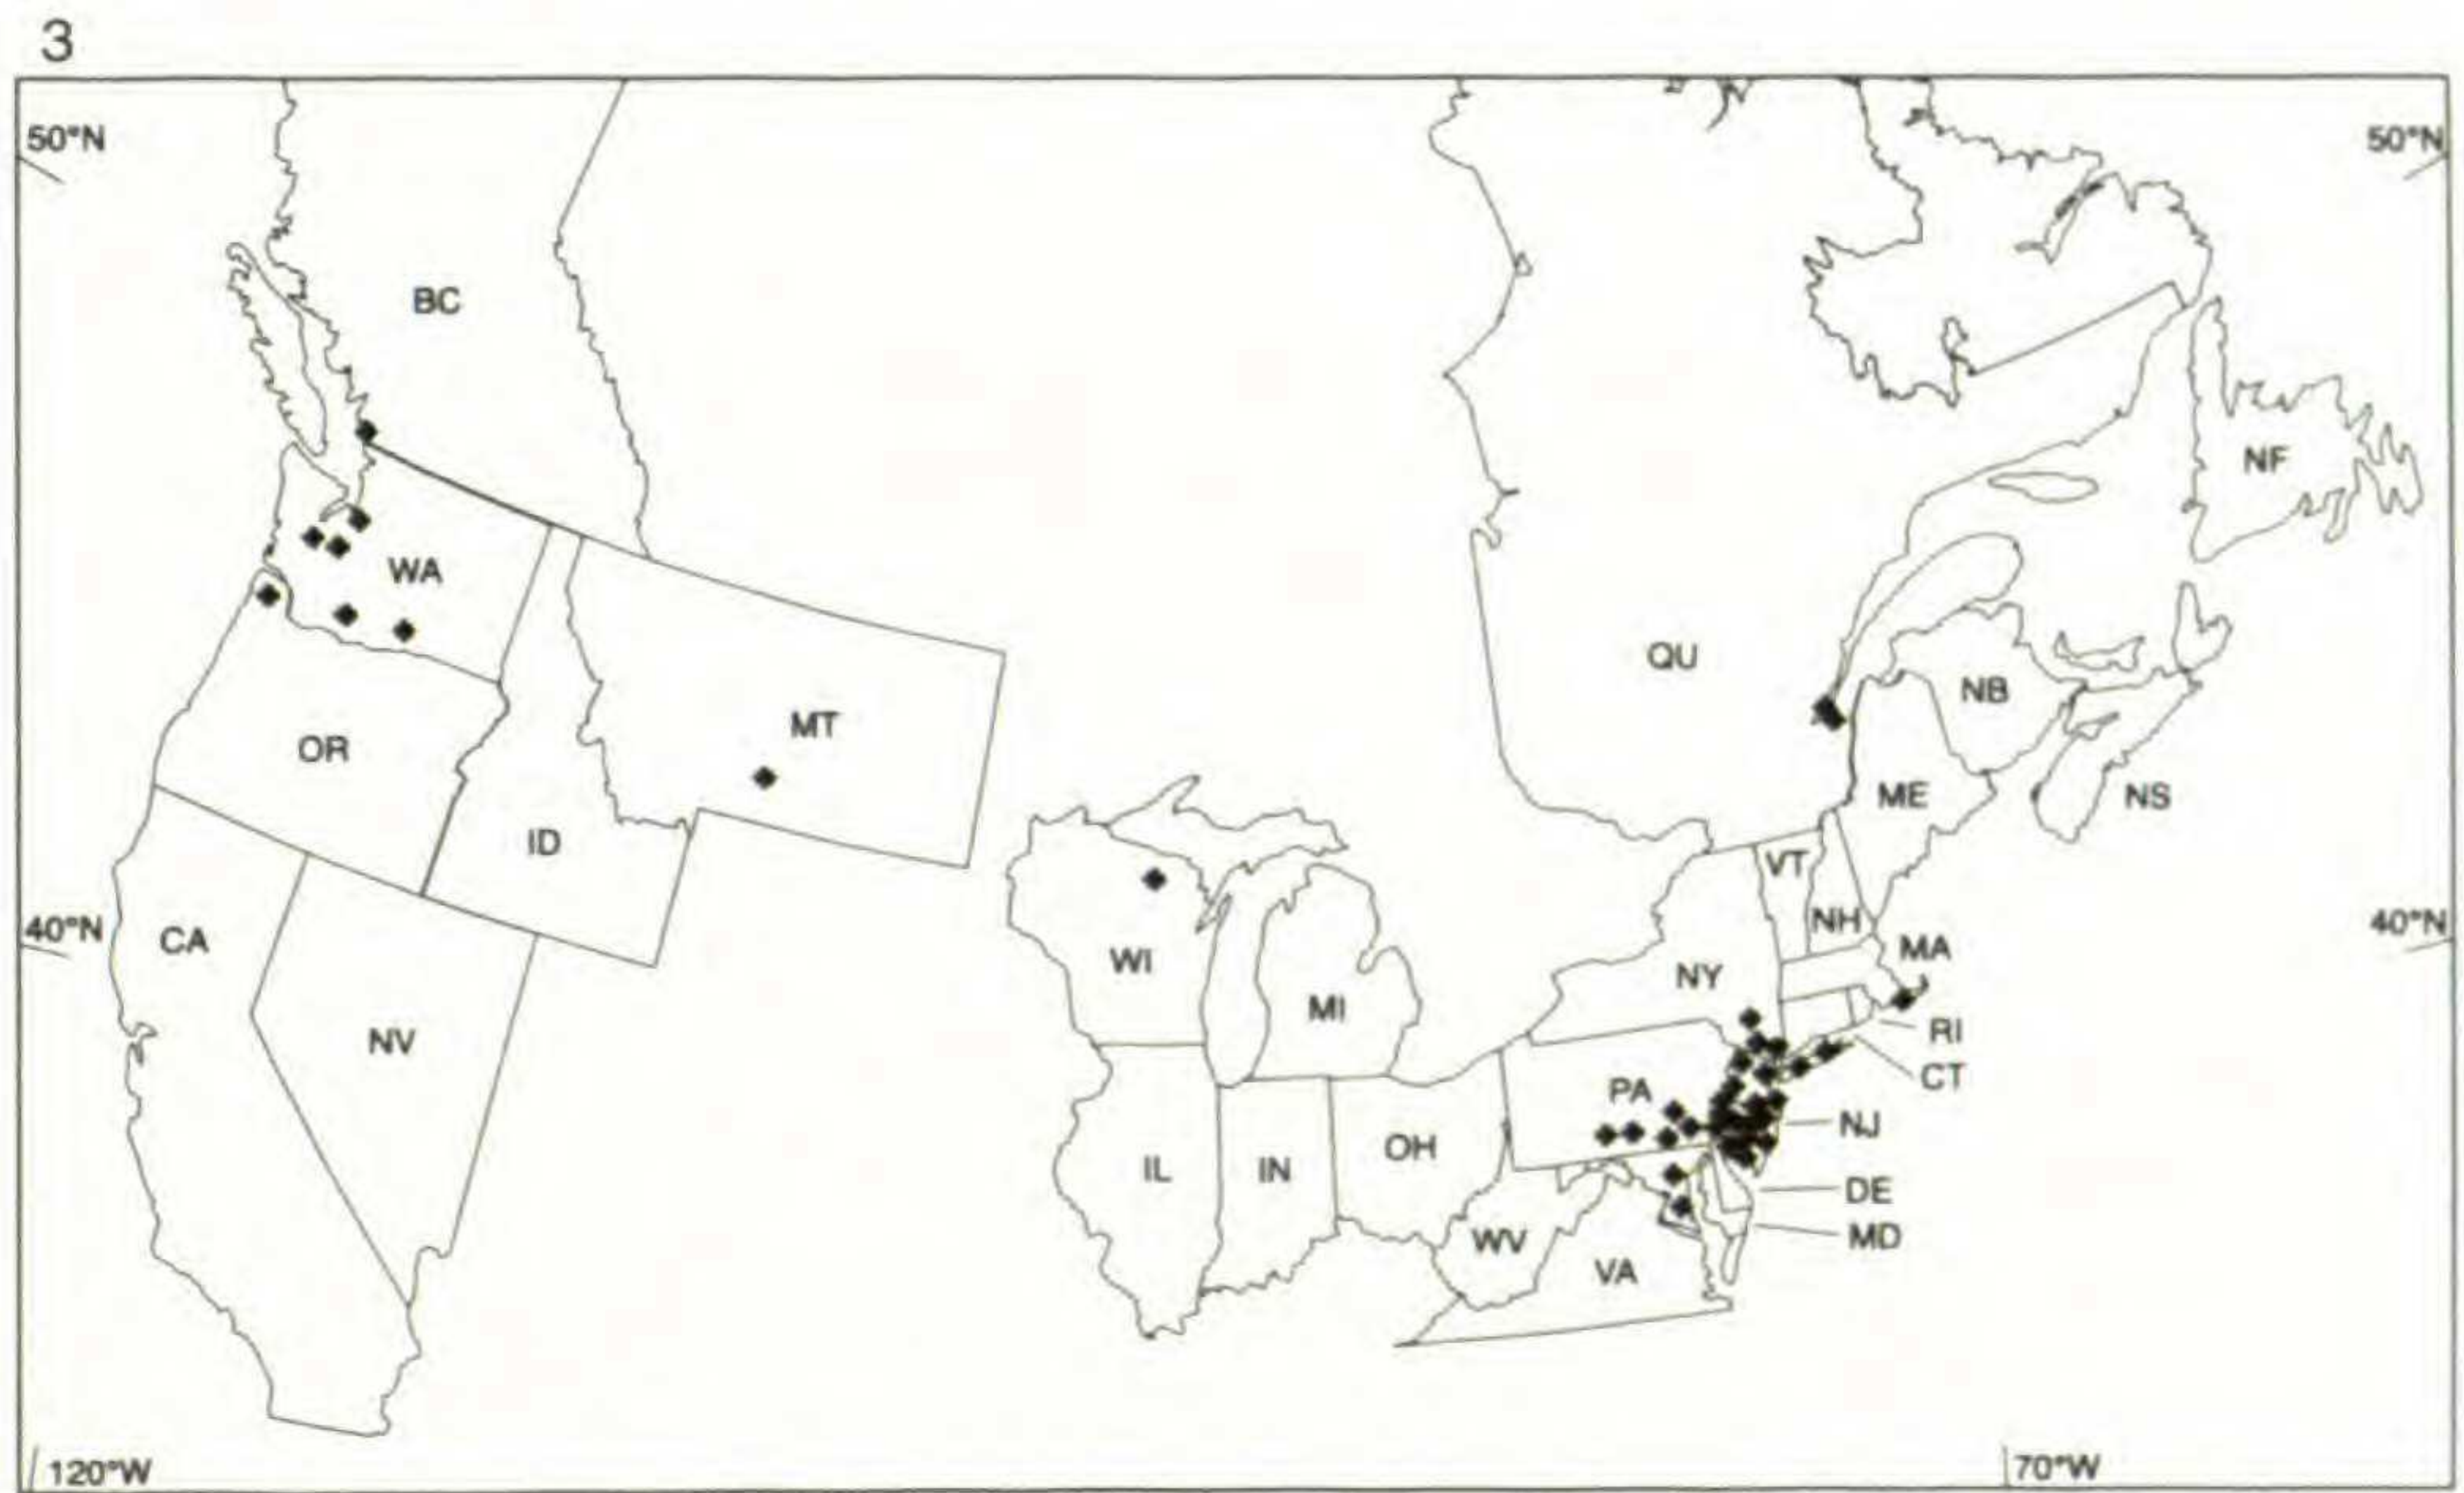 3
50°N 50°N
BC
NF
WA
QU
NB
MT
OR
ME NS
ID
VT
NH
40°N CA 40°N
MA
WI NY
MI
NV RI
CT
PA
NJ
OH
IL IN
DE
WV MD
VA
120°W 70°W